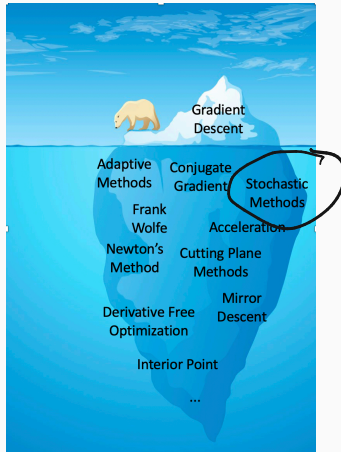 Gradient
Descent
Adaptive
Methods
Conjugate
Gradient
Stochastic
Methods
Frank
Wolfe
Acceleration
Newton's
Method
Cutting Plane
Methods
Mirror
Descent
Derivative Free
Optimization
Interior Point
...